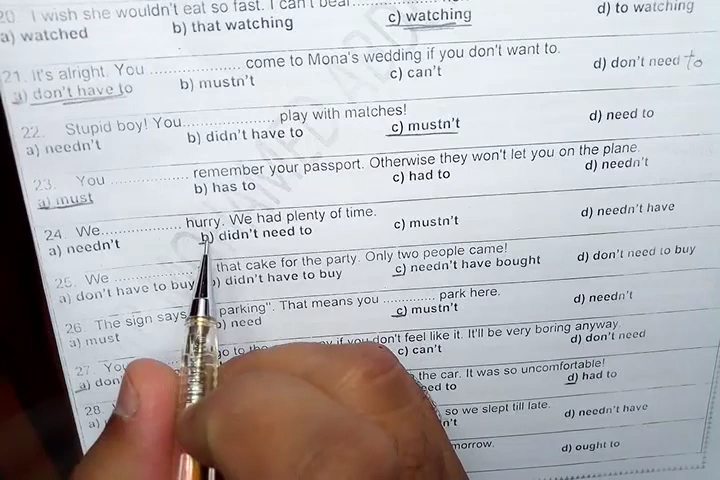 20 I wish she wouldn't eat so fast. I can't bear
a) watched b) that watching c) watching d) to watching
21. It's alright. You .................... come to Mona's wedding if you don't want to.
a) don't have to b) mustn't c) can't d) don't need to
22. Stupid boy! You.................... play with matches!
a) needn't b) didn't have to c) mustn't d) need to
23. You .................... remember your passport. Otherwise they won't let you on the plane.
a) must b) has to c) had to d) needn't
24. We.................... hurry. We had plenty of time.
a) needn't b) didn't need to c) mustn't d) needn't have
25. We .................... that cake for the party. Only two people came!
a) don't have to buy b) didn't have to buy c) needn't have bought d) don't need to buy
26. The sign says parking". That means you .............. park here.
a) must b) need c) mustn't d) needn't
27. You go to the if you don't feel like it. It'll be very boring anyway
a) don c) can't d) don't need
the car. It was so uncomfortable!
to d) had to
28. so we slept till late.
a) d) needn't have
d) ought to